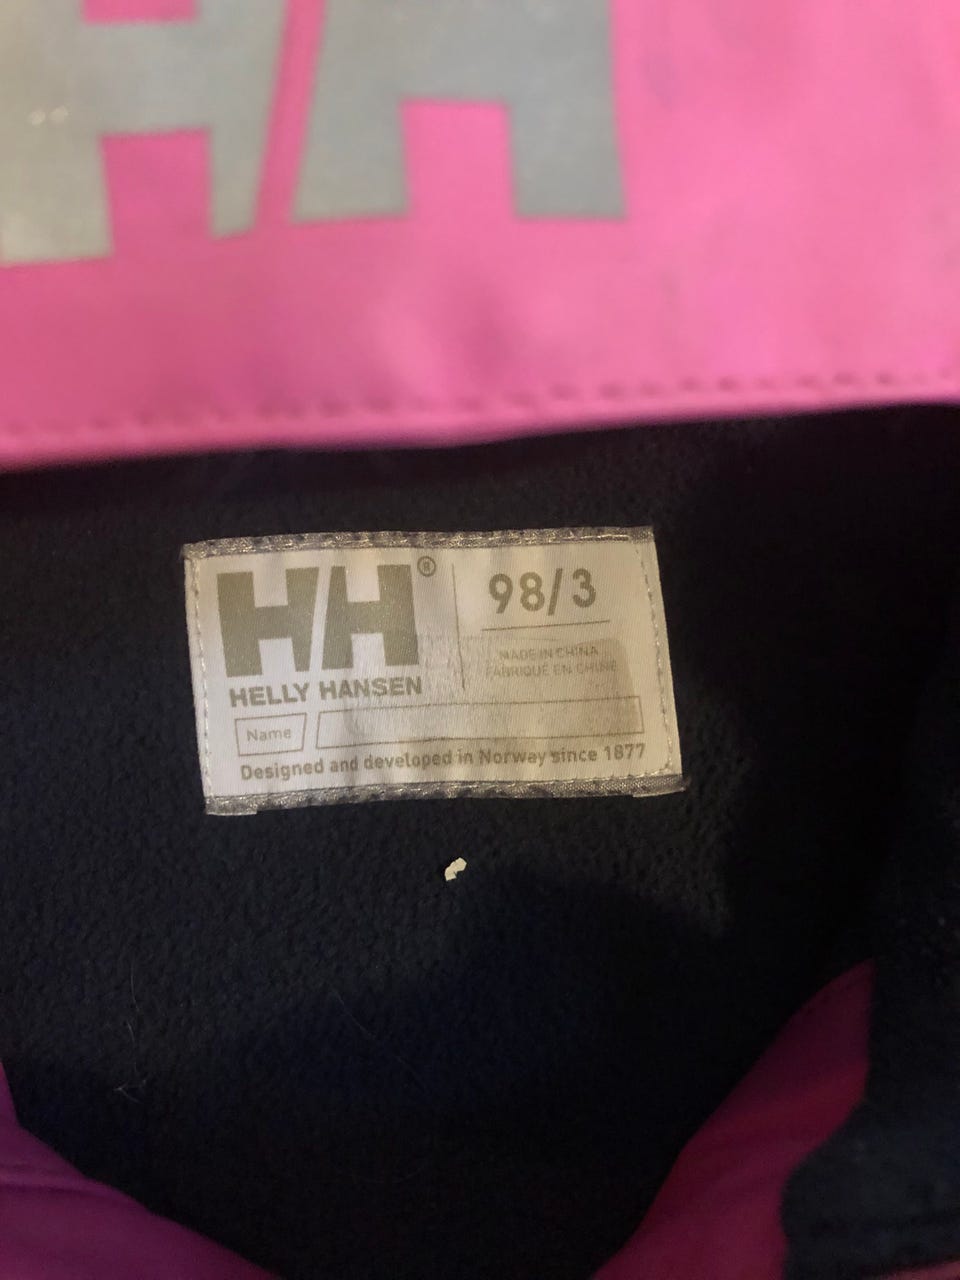 HH
HH®
HELLY HANSEN
98/3
MADE IN CHINA
FABRIQUÉ EN CHINE
Name
Designed and developed in Norway since 1877